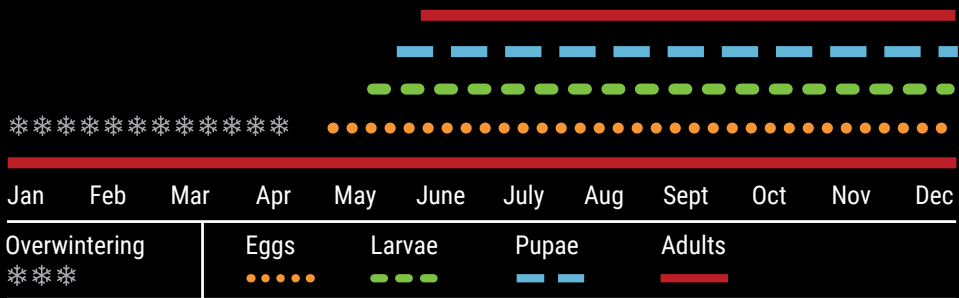 Jan Feb Mar Apr May June July Aug Sept Oct Nov Dec
Overwintering Eggs Larvae Pupae Adults